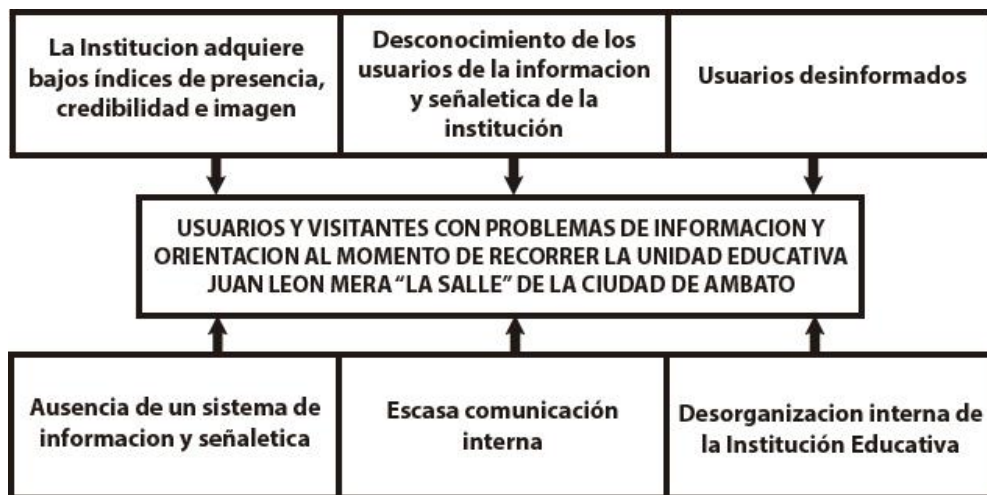 La Institucion adquiere
bajos índices de presencia,
credibilidad e imagen
Desconocimiento de los
usuarios de la informacion
y señaletica de la
institución
Usuarios desinformados
USUARIOS Y VISITANTES CON PROBLEMAS DE INFORMACION Y
ORIENTACION AL MOMENTO DE RECORRER LA UNIDAD EDUCATIVA
JUAN LEON MERA “LA SALLE” DE LA CIUDAD DE AMBATO
Ausencia de un sistema de
informacion y señaletica
Escasa comunicación
interna
Desorganizacion interna de
la Institución Educativa